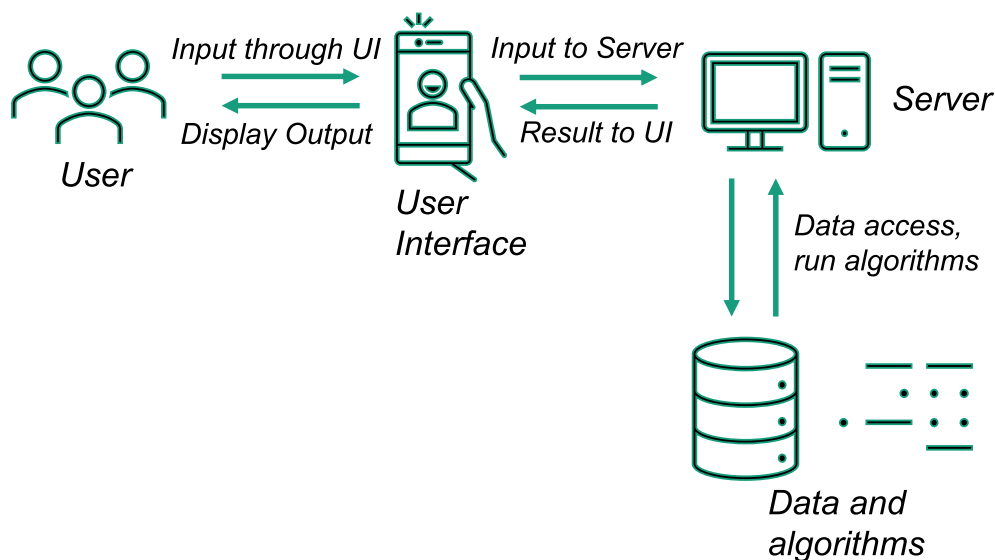 Input through UI
Display Output
User
User
Interface
Input to Server
Result to UI
Server
Data access,
run algorithms
Data and
algorithms